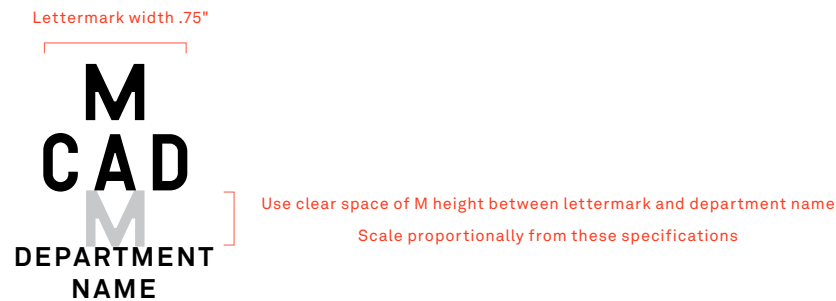 Lettermark width .75"
M
CAD
M
Use clear space of M height between lettermark and department name
Scale proportionally from these specifications
DEPARTMENT
NAME